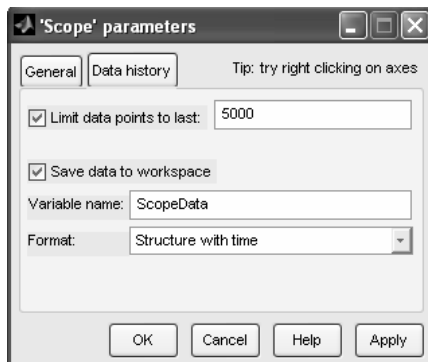 'Scope' parameters
General Data history Tip: try right clicking on axes
Limit data points to last: 5000
Save data to workspace
Variable name: ScopeData
Format: Structure with time
OK Cancel Help Apply